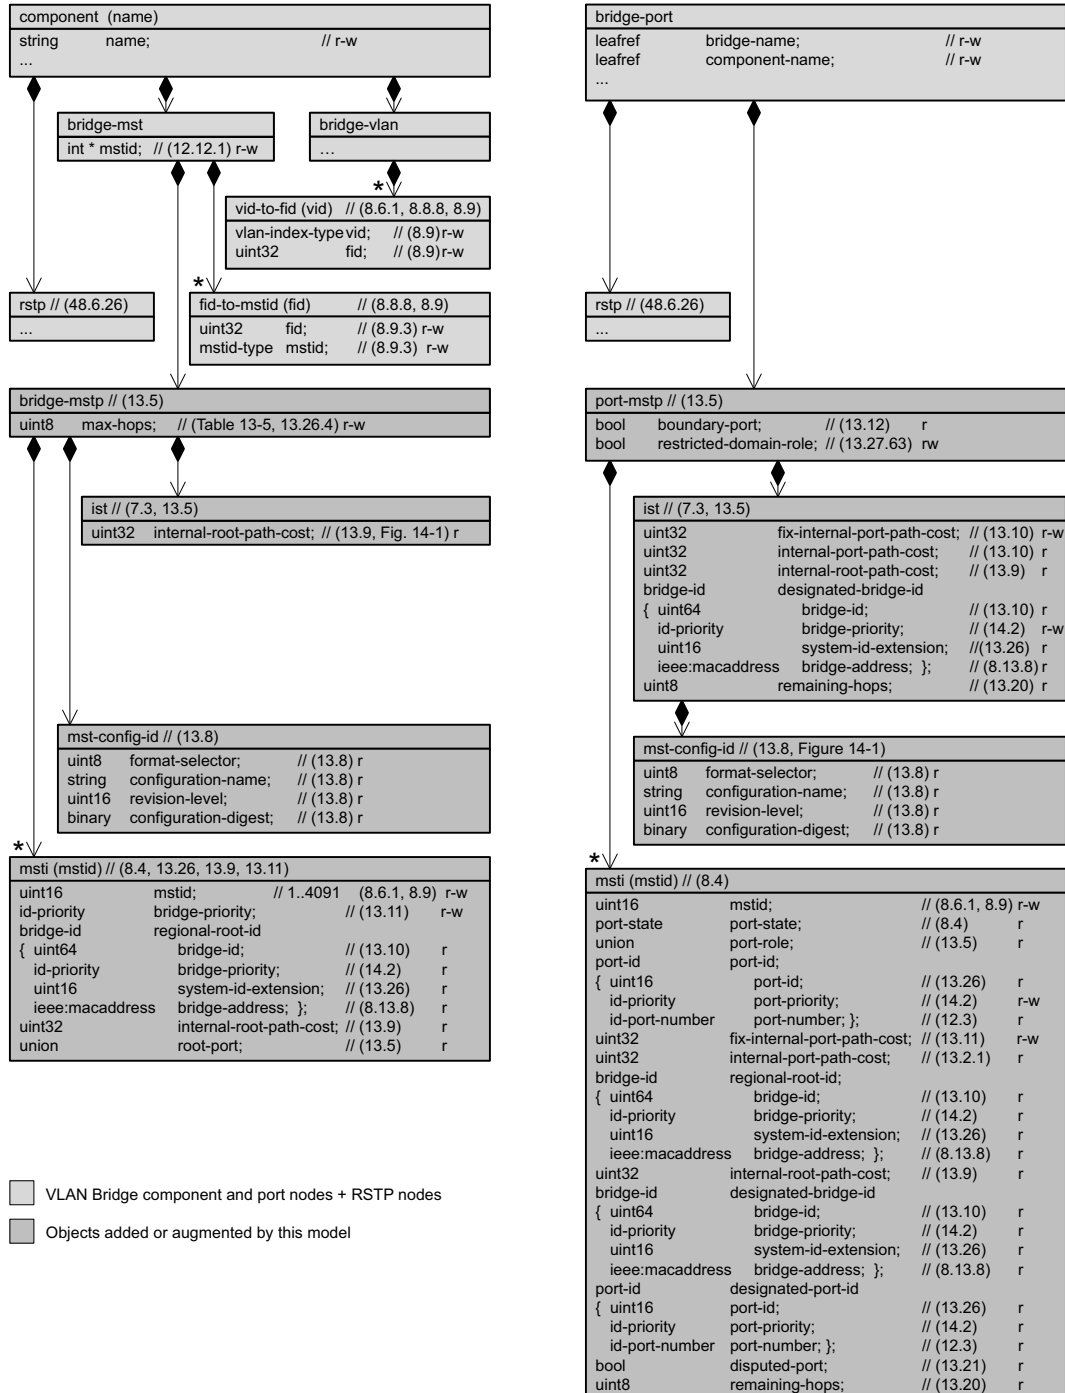 component  (name)
string name; // r-w
...
bridge-mst
int * mstid; // (12.12.1) r-w
bridge-vlan
...
*
vid-to-fid (vid) // (8.6.1, 8.8.8, 8.9)
vlan-index-type vid; // (8.9) r-w
uint32 fid; // (8.9) r-w
*
rstp // (48.6.26)
...
fid-to-mstid (fid) // (8.8.8, 8.9)
uint32 fid; // (8.9.3) r-w
mstid-type mstid; // (8.9.3) r-w
bridge-mstp // (13.5)
uint8 max-hops; // (Table 13-5, 13.26.4) r-w
ist // (7.3, 13.5)
uint32 internal-root-path-cost; // (13.9, Fig. 14-1) r
mst-config-id // (13.8)
uint8 format-selector; // (13.8) r
string configuration-name; // (13.8) r
uint16 revision-level; // (13.8) r
binary configuration-digest; // (13.8) r
*
msti (mstid) // (8.4, 13.26, 13.9, 13.11)
uint16 mstid; // 1..4091 (8.6.1, 8.9) r-w
id-priority bridge-priority; // (13.11) r-w
bridge-id regional-root-id
{ uint64 bridge-id; // (13.10) r
id-priority bridge-priority; // (14.2) r
uint16 system-id-extension; // (13.26) r
ieee:macaddress bridge-address; }; // (8.13.8) r
uint32 internal-root-path-cost; // (13.9) r
union root-port; // (13.5) r
VLAN Bridge component and port nodes + RSTP nodes
Objects added or augmented by this model
bridge-port
leafref bridge-name; // r-w
leafref component-name; // r-w
...
rstp // (48.6.26)
...
port-mstp // (13.5)
bool boundary-port; // (13.12) r
bool restricted-domain-role; // (13.27.63) rw
ist // (7.3, 13.5)
uint32 fix-internal-port-path-cost; // (13.10) r-w
uint32 internal-port-path-cost; // (13.10) r
uint32 internal-root-path-cost; // (13.9) r
bridge-id designated-bridge-id
{ uint64 bridge-id; // (13.10) r
id-priority bridge-priority; // (14.2) r-w
uint16 system-id-extension; //(13.26) r
ieee:macaddress bridge-address; }; // (8.13.8) r
uint8 remaining-hops; // (13.20) r
mst-config-id // (13.8, Figure 14-1)
uint8 format-selector; // (13.8) r
string configuration-name; // (13.8) r
uint16 revision-level; // (13.8) r
binary configuration-digest; // (13.8) r
*
msti (mstid) // (8.4)
uint16 mstid; // (8.6.1, 8.9) r-w
port-state port-state; // (8.4) r
union port-role; // (13.5) r
port-id port-id;
{ uint16 port-id; // (13.26) r
id-priority port-priority; // (14.2) r-w
id-port-number port-number; }; // (12.3) r
uint32 fix-internal-port-path-cost; // (13.11) r-w
uint32 internal-port-path-cost; // (13.2.1) r
bridge-id regional-root-id;
{ uint64 bridge-id; // (13.10) r
id-priority bridge-priority; // (14.2) r
uint16 system-id-extension; // (13.26) r
ieee:macaddress bridge-address; }; // (8.13.8) r
uint32 internal-root-path-cost; // (13.9) r
bridge-id designated-bridge-id
{ uint64 bridge-id; // (13.10) r
id-priority bridge-priority; // (14.2) r
uint16 system-id-extension; // (13.26) r
ieee:macaddress bridge-address; }; // (8.13.8) r
port-id designated-port-id
{ uint16 port-id; // (13.26) r
id-priority port-priority; // (14.2) r
id-port-number port-number; }; // (12.3) r
bool disputed-port; // (13.21) r
uint8 remaining-hops; // (13.20) r